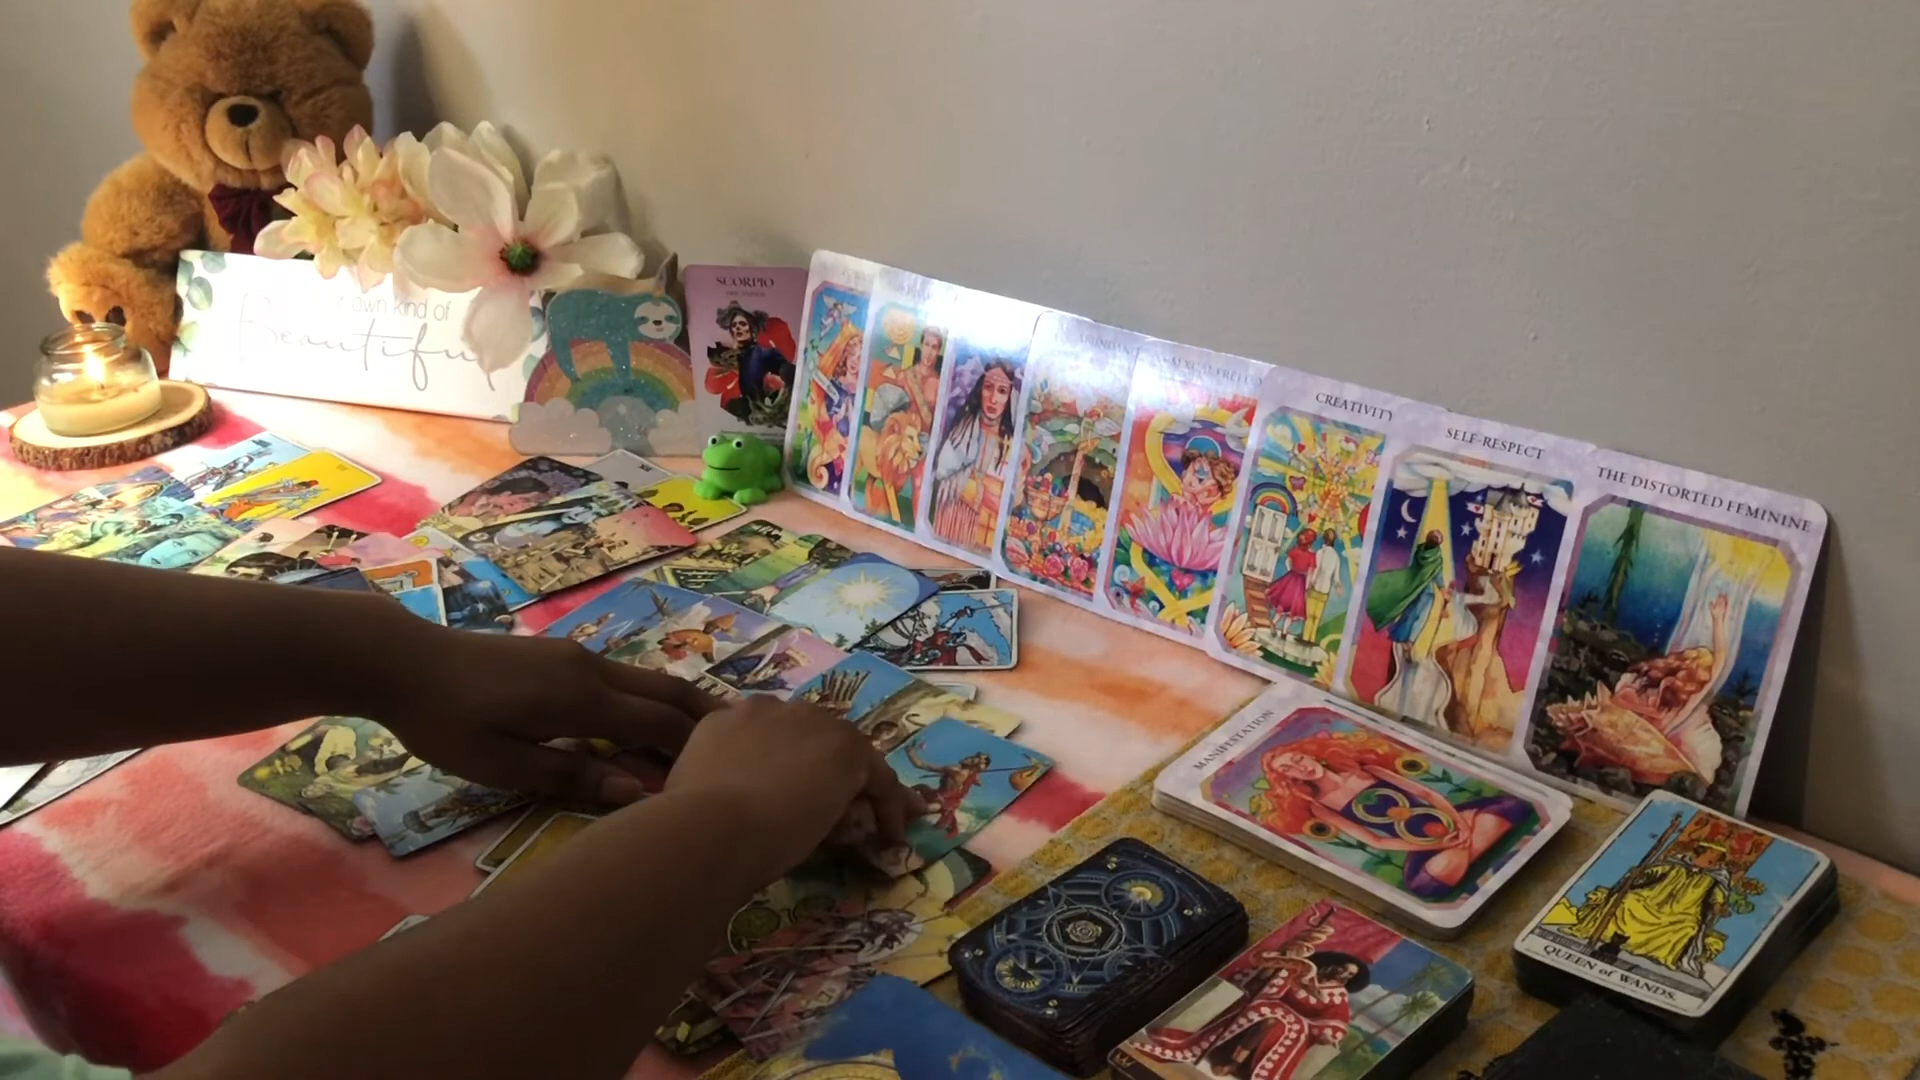 own kind of
Beautiful
SCORPIO
CREATIVITY
SELF-RESPECT
THE DISTORTED FEMININE
MANIFESTATION
QUEEN of WANDS.